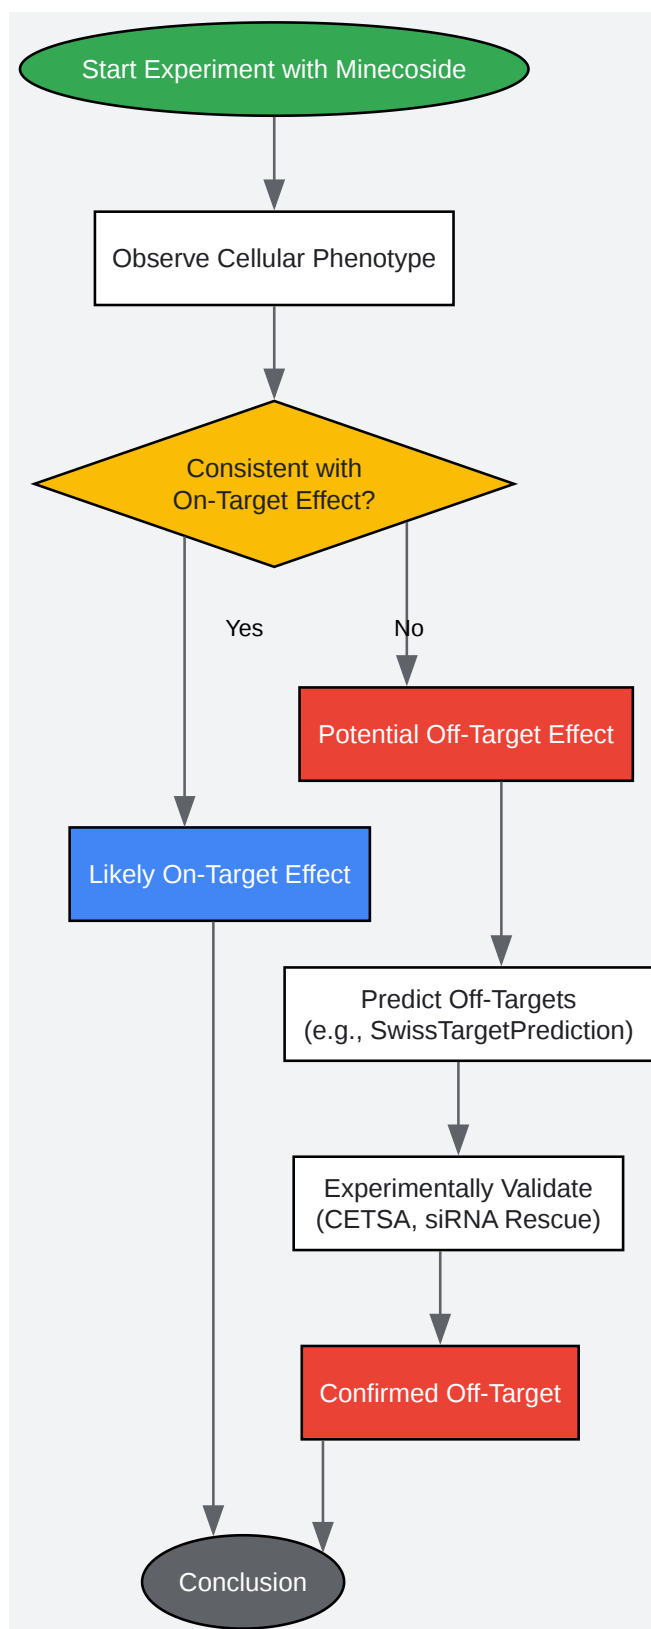 Start Experiment with Minecoside
Observe Cellular Phenotype
Consistent with
On-Target Effect?
Yes
No
Potential Off-Target Effect
Likely On-Target Effect
Predict Off-Targets
(e.g., SwissTargetPrediction)
Experimentally Validate
(CETSA, siRNA Rescue)
Confirmed Off-Target
Conclusion